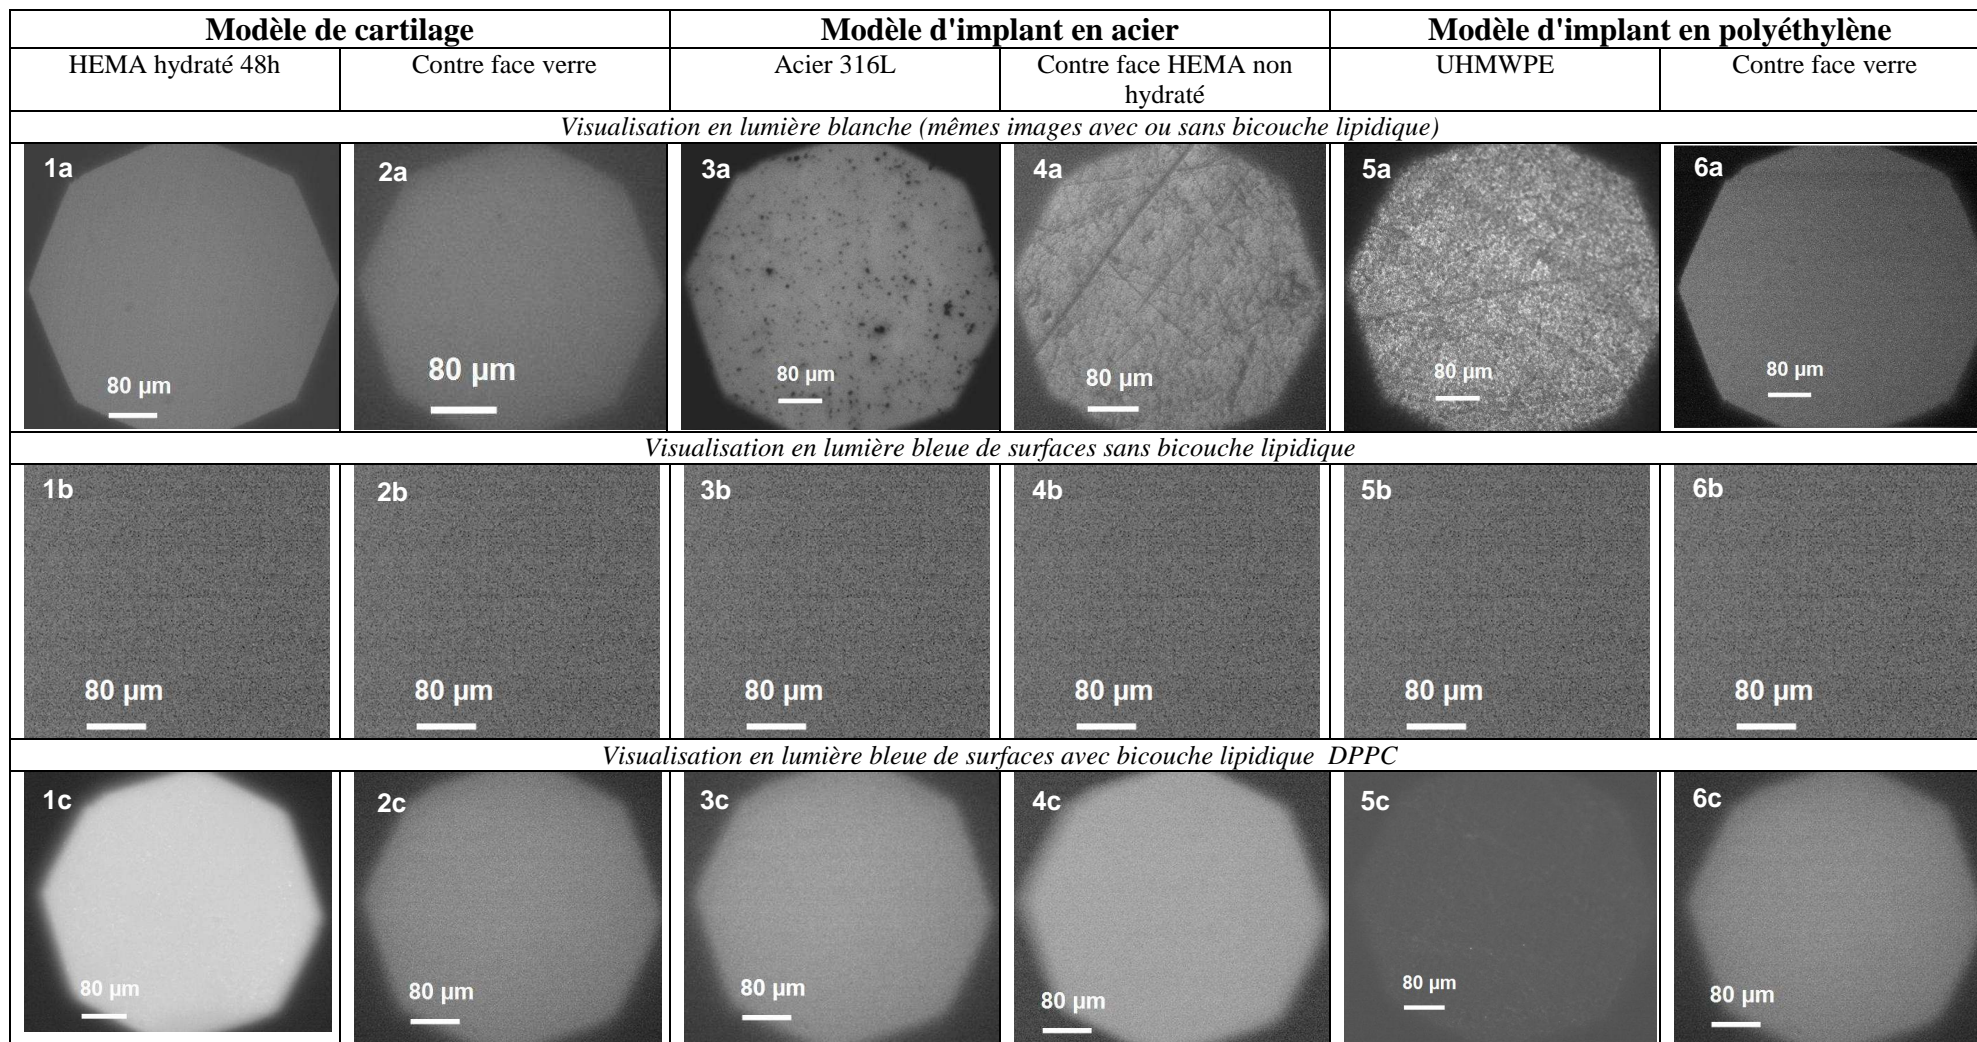 Modèle de cartilage
Modèle d'implant en acier
Modèle d'implant en polyéthylène
HEMA hydraté 48h
Contre face verre
Acier 316L
Contre face HEMA non
hydraté
UHMWPE
Contre face verre
Visualisation en lumière blanche (mêmes images avec ou sans bicouche lipidique)
1a
2a
3a
4a
5a
6a
80 µm
80 µm
80 µm
80 µm
80 µm
80 µm
Visualisation en lumière bleue de surfaces sans bicouche lipidique
1b
2b
3b
4b
5b
6b
80 µm
80 µm
80 µm
80 µm
80 µm
80 µm
Visualisation en lumière bleue de surfaces avec bicouche lipidique DPPC
1c
2c
3c
4c
5c
6c
80 µm
80 µm
80 µm
80 µm
80 µm
80 µm